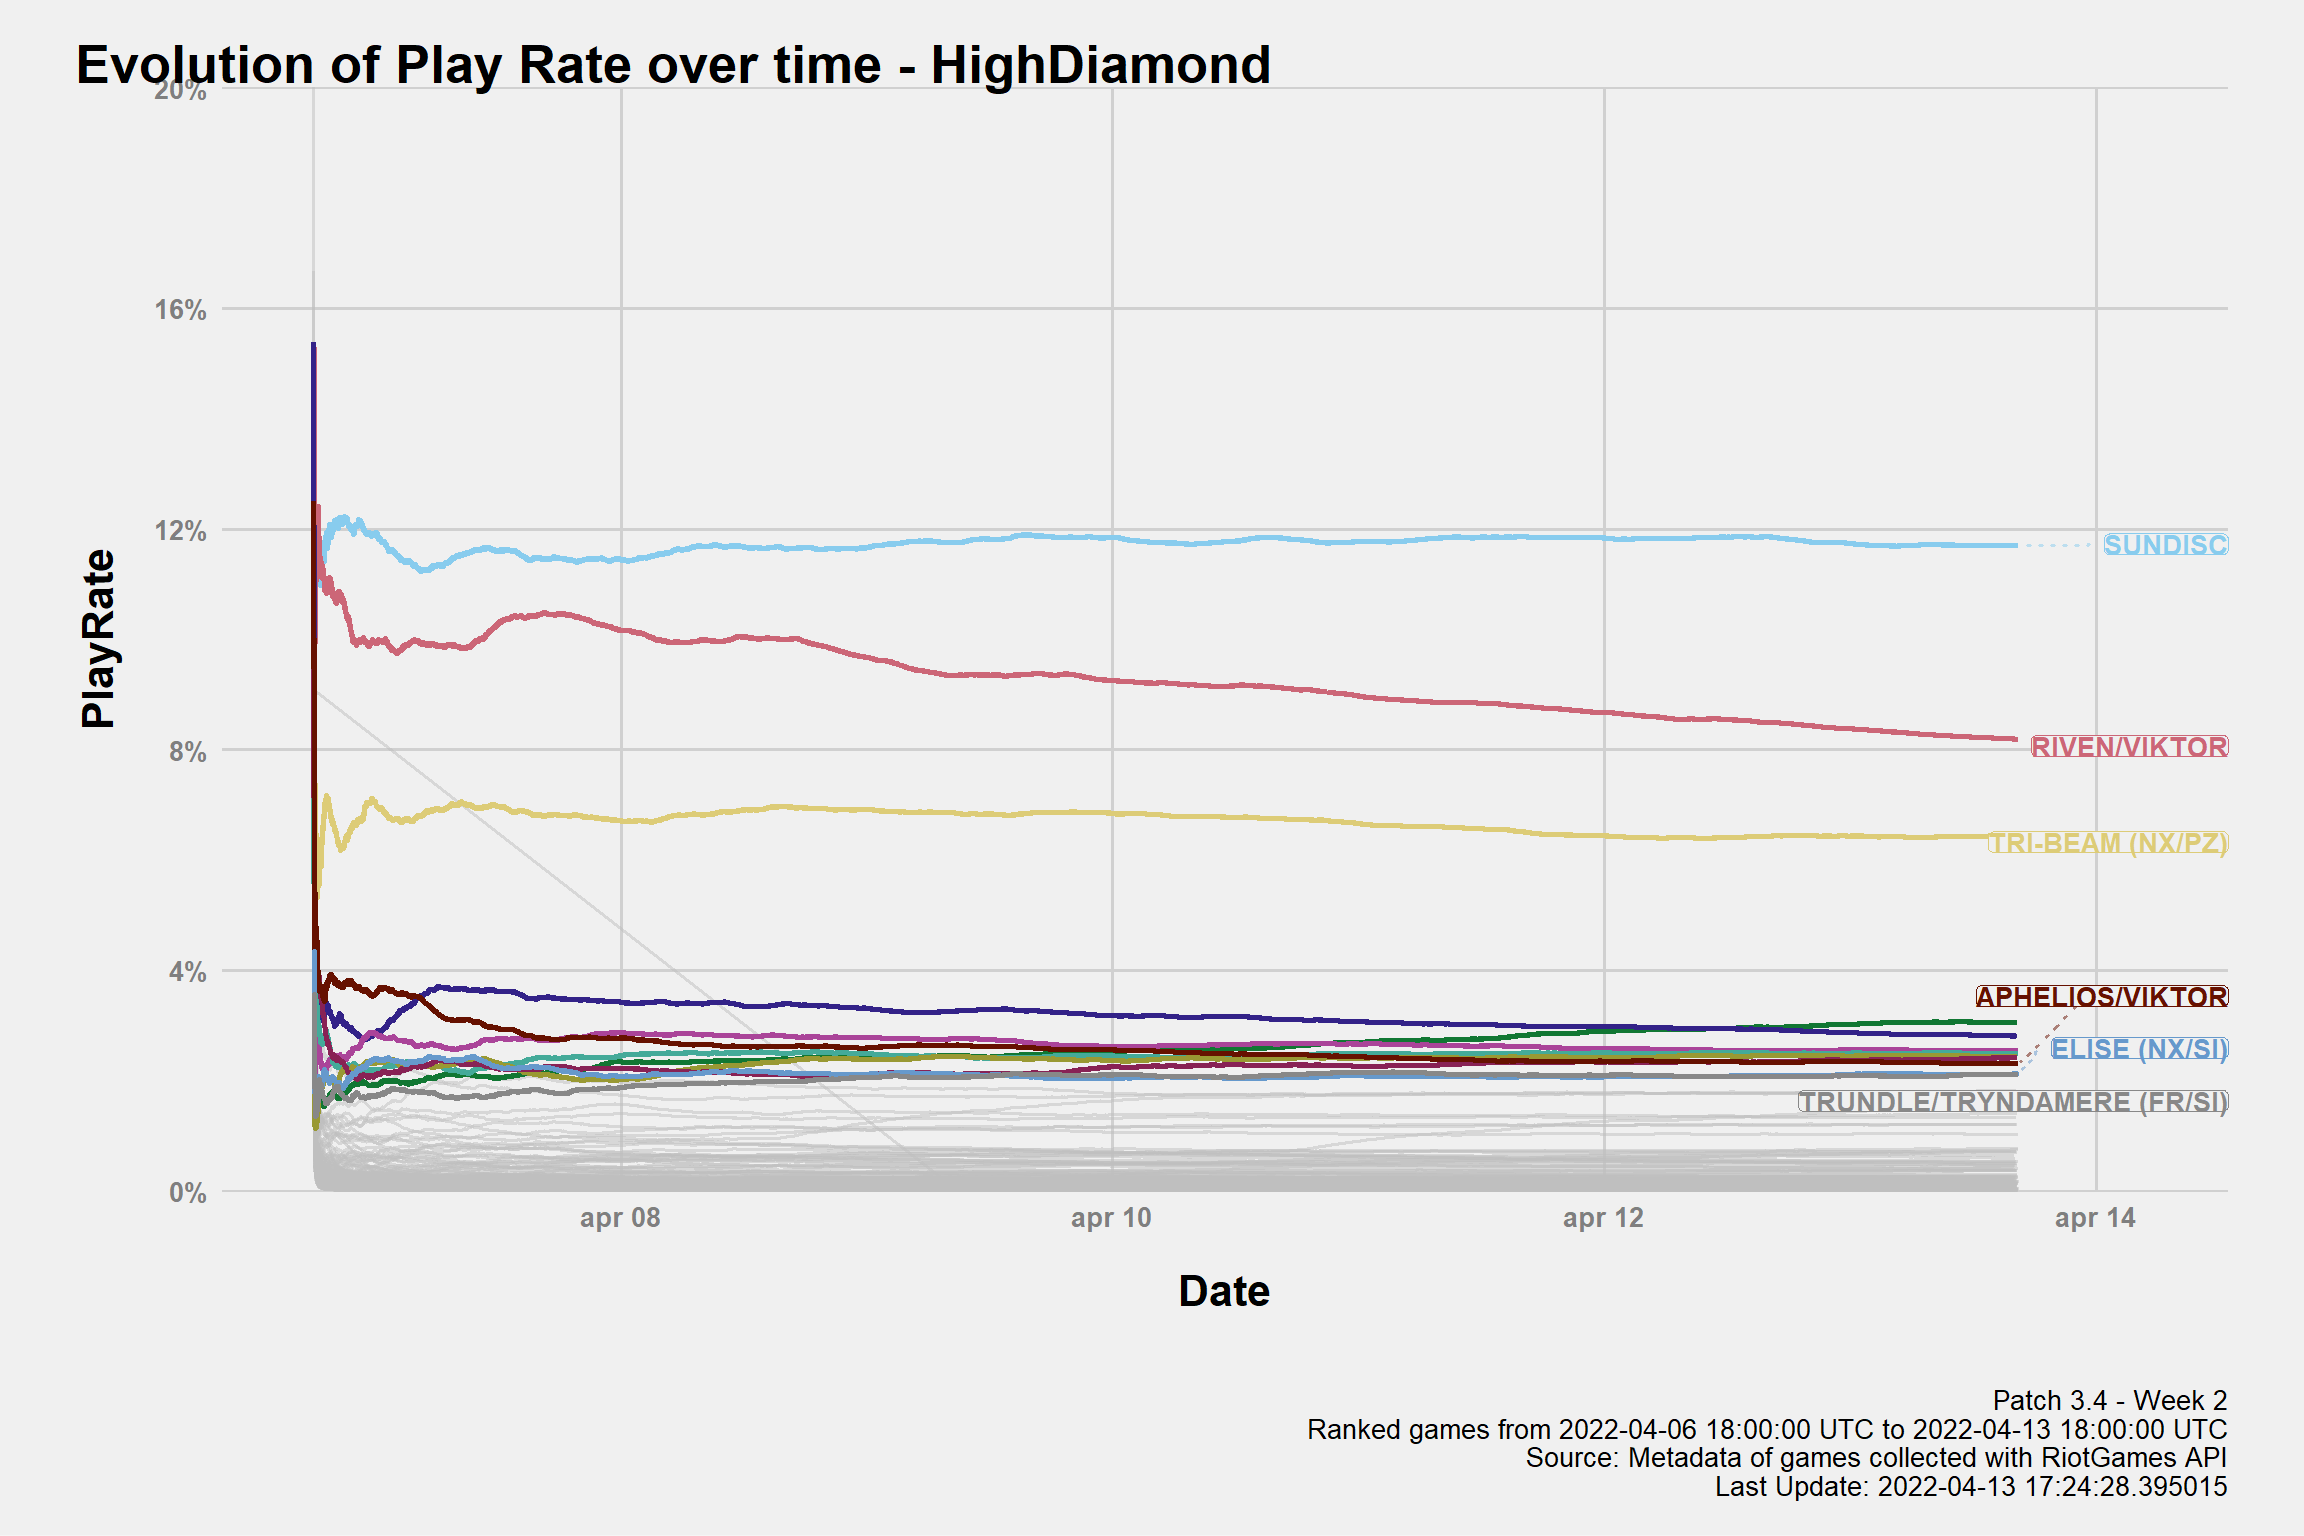 Evolution of Play Rate over time - HighDiamond
20%
16%
12%
8%
4%
0%
PlayRate
SUNDISC
RIVEN/VIKTOR
TRI-BEAM (NX/PZ)
APHELIOS/VIKTOR
ELISE (NX/SI)
TRUNDLE/TRYNDAMERE (FR/SI)
apr 08
apr 10
apr 12
apr 14
Date
Patch 3.4 - Week 2
Ranked games from 2022-04-06 18:00:00 UTC to 2022-04-13 18:00:00 UTC
Source: Metadata of games collected with RiotGames API
Last Update: 2022-04-13 17:24:28.395015